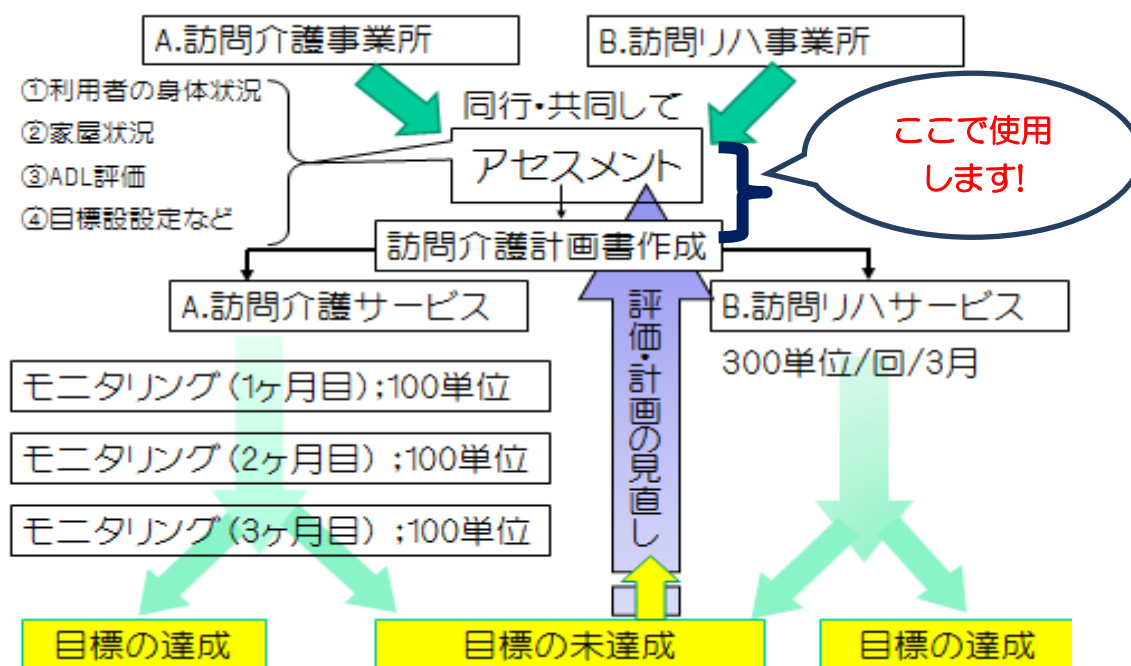 A.訪問介護事業所
B.訪問リハ事業所
①利用者の身体状況
②家屋状況
③ADL評価
④目標設設定など
同行・共同して
アセスメント
ここで使用
します!
訪問介護計画書作成
A.訪問介護サービス
B.訪問リハサービス
300単位/回/3月
モニタリング(1ヶ月目);100単位
モニタリング(2ヶ月目) ;100単位
モニタリング(3ヶ月目) ;100単位
評価・計画の見直し
目標の達成
目標の未達成
目標の達成